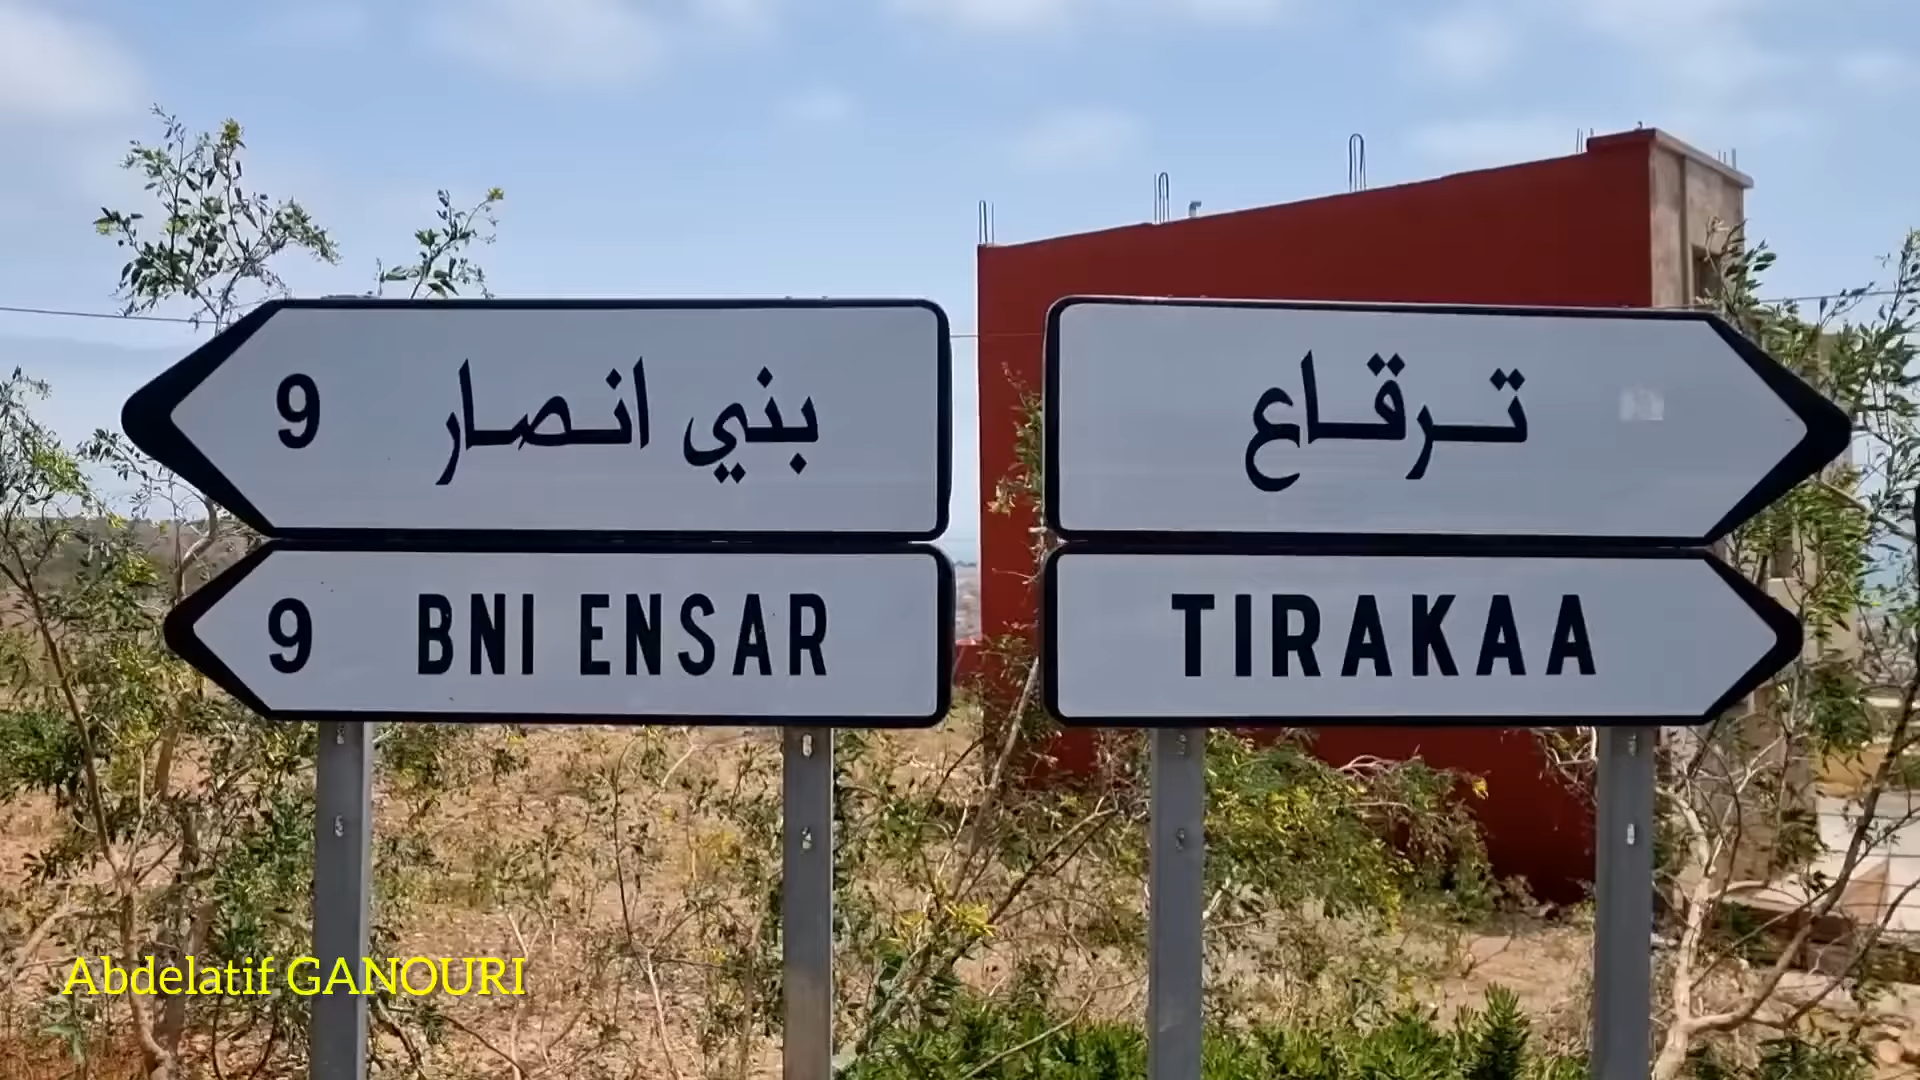 9 بني انصار
9 BNI ENSAR
ترقاع
TIRAKAA
Abdelatif GANOURI